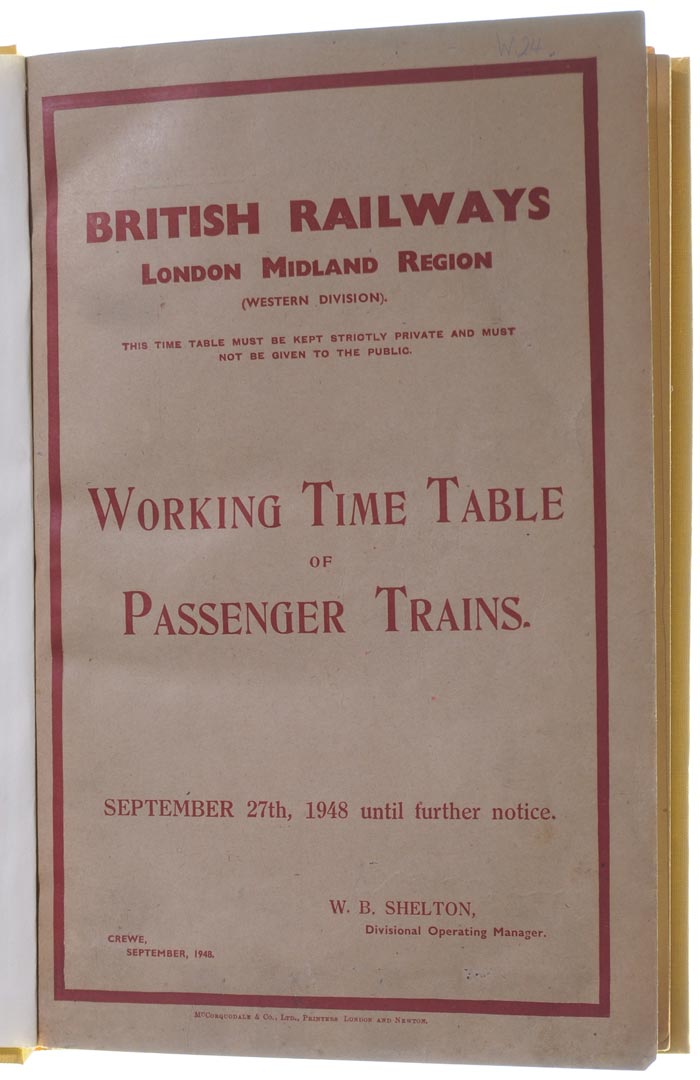 W.24.
BRITISH RAILWAYS
LONDON MIDLAND REGION
(WESTERN DIVISION).
THIS TIME TABLE MUST BE KEPT STRICTLY PRIVATE AND MUST
NOT BE GIVEN TO THE PUBLIC.
WORKING TIME TABLE
OF
PASSENGER TRAINS.
SEPTEMBER 27th, 1948 until further notice.
W. B. SHELTON,
Divisional Operating Manager.
CREWE,
SEPTEMBER, 1948.
McCORQUODALE & CO., LTD., PRINTERS LONDON AND NEWTON.